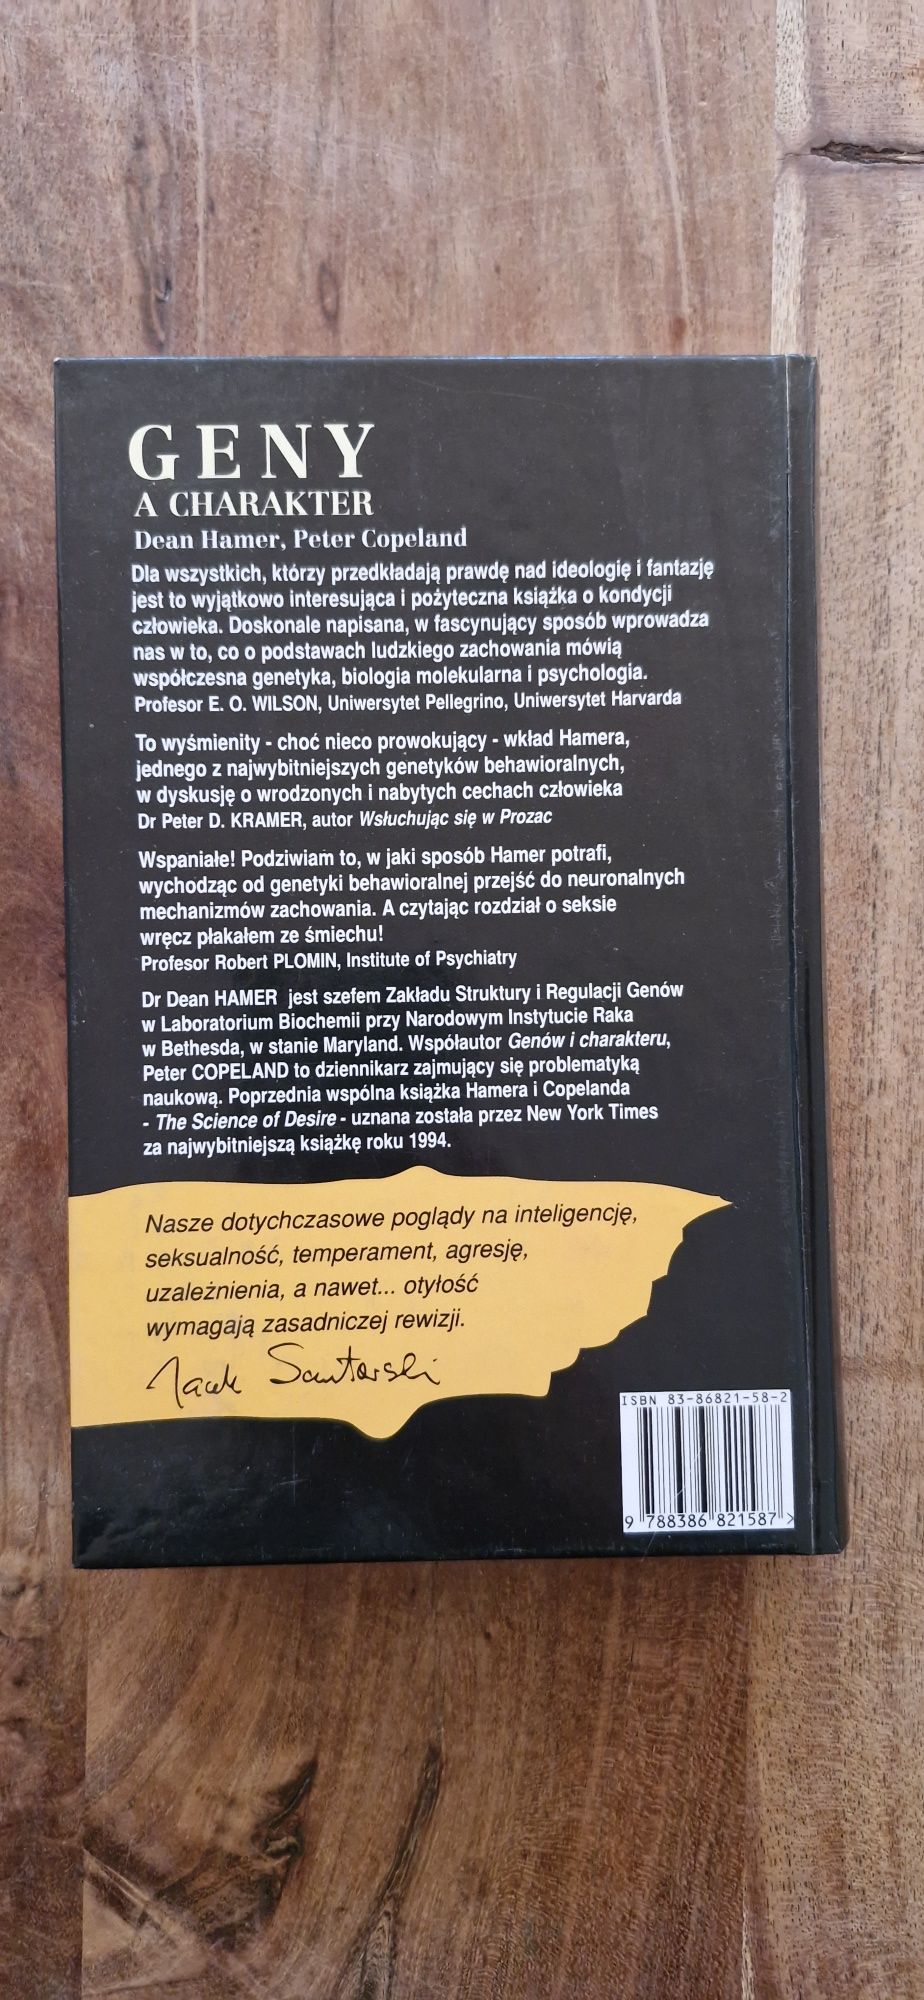 GENY
A CHARAKTER
Dean Hamer, Peter Copeland
Dla wszystkich, którzy przedkładają prawdę nad ideologię i fantazję
jest to wyjątkowo interesująca i pożyteczna książka o kondycji
człowieka. Doskonale napisana, w fascynujący sposób wprowadza
nas w to, co o podstawach ludzkiego zachowania mówią
współczesna genetyka, biologia molekularna i psychologia.
Profesor E. O. WILSON, Uniwersytet Pellegrino, Uniwersytet Harvarda
To wyśmienity - choć nieco prowokujący - wkład Hamera,
jednego z najwybitniejszych genetyków behawioralnych,
w dyskusję o wrodzonych i nabytych cechach człowieka
Dr Peter D. KRAMER, autor Wsłuchując się w Prozac
Wspaniałe! Podziwiam to, w jaki sposób Hamer potrafi,
wychodząc od genetyki behawioralnej przejść do neuronalnych
mechanizmów zachowania. A czytając rozdział o seksie
wręcz płakałem ze śmiechu!
Profesor Robert PLOMIN, Institute of Psychiatry
Dr Dean HAMER jest szefem Zakładu Struktury i Regulacji Genów
w Laboratorium Biochemii przy Narodowym Instytucie Raka
w Bethesda, w stanie Maryland. Współautor Genów i charakteru,
Peter COPELAND to dziennikarz zajmujący się problematyką
naukową. Poprzednia wspólna książka Hamera i Copelanda
- The Science of Desire - uznana została przez New York Times
za najwybitniejszą książkę roku 1994.
Nasze dotychczasowe poglądy na inteligencję,
seksualność, temperament, agresję,
uzależnienia, a nawet... otyłość
wymagają zasadniczej rewizji.
Jacek Santorski
ISBN 83-86821-58-2
9 788386 821587 >